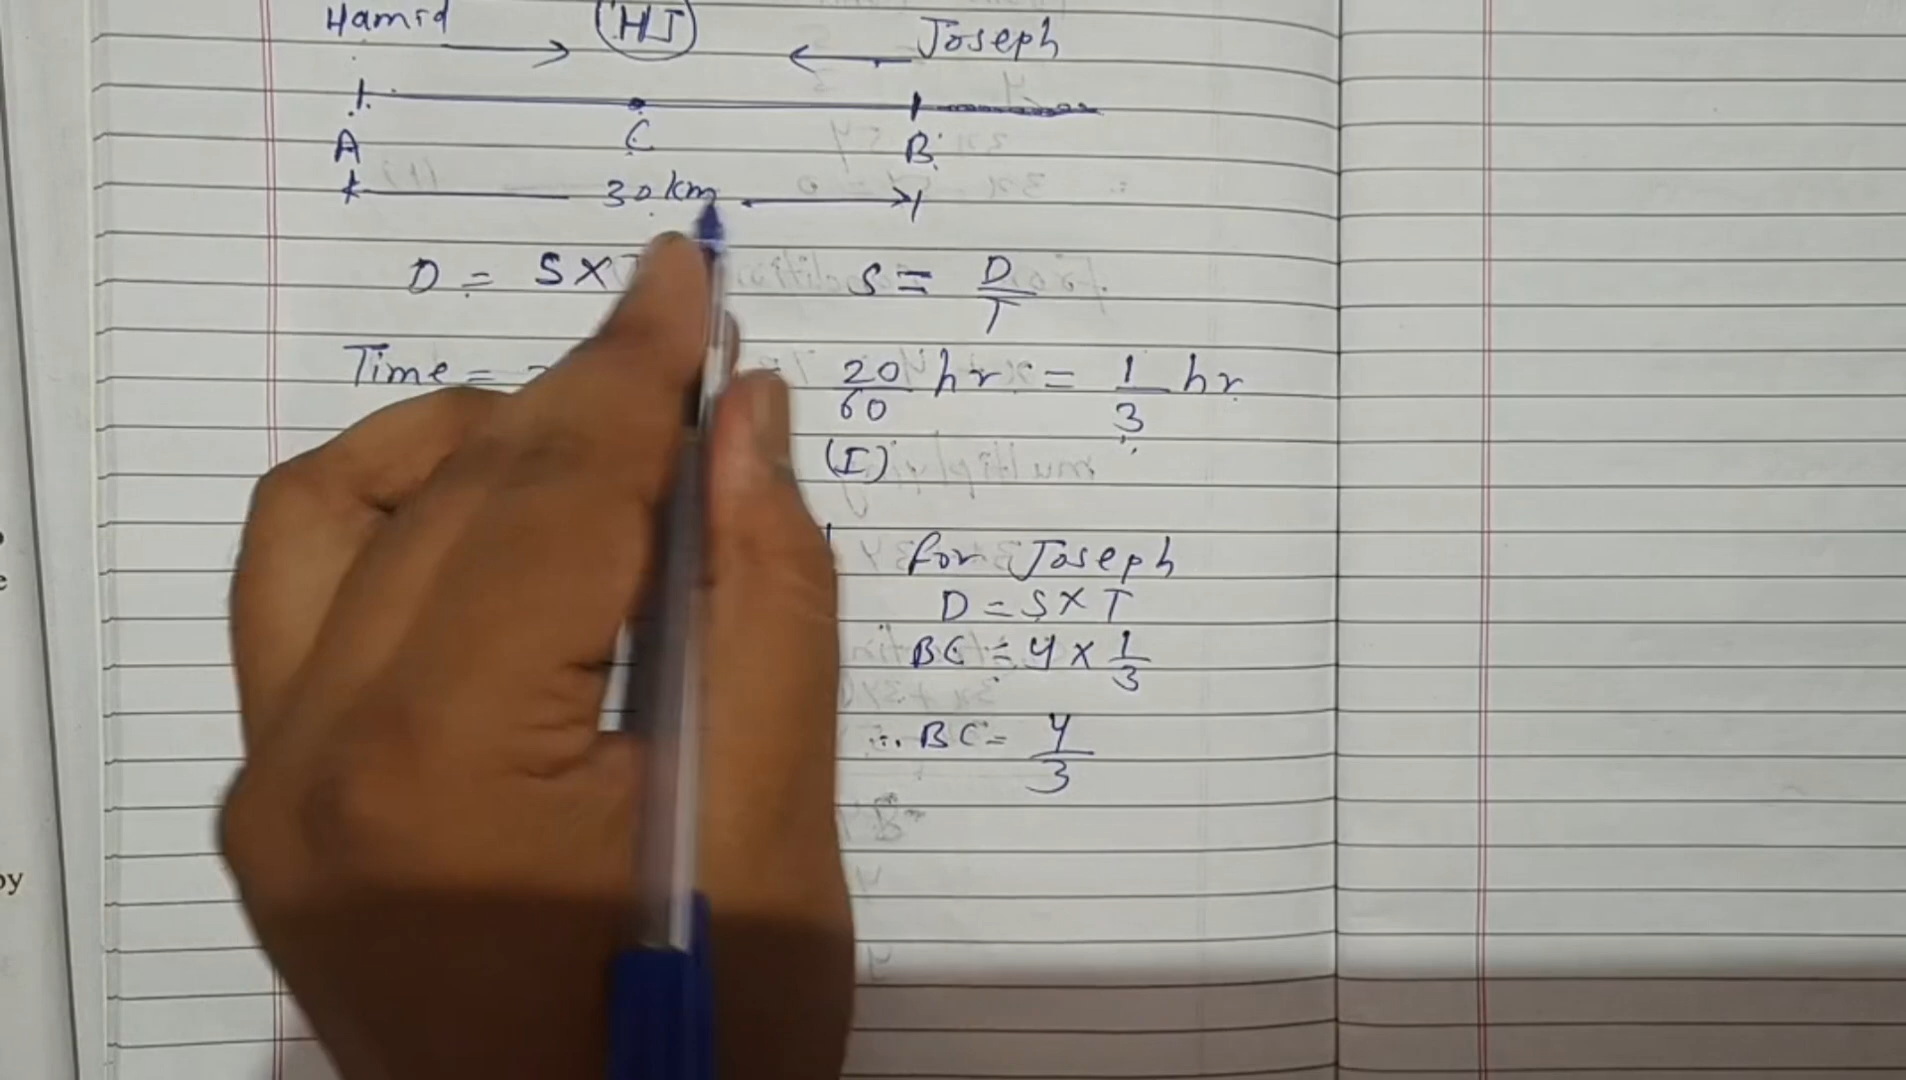 Hamid HJ Joseph
A C B
30 km
D = S X S = D/T
Time = 20/60 hr = 1/3 hr
(I)
for Joseph
D = S X T
BC = y x 1/3
∴ BC = y/3
by